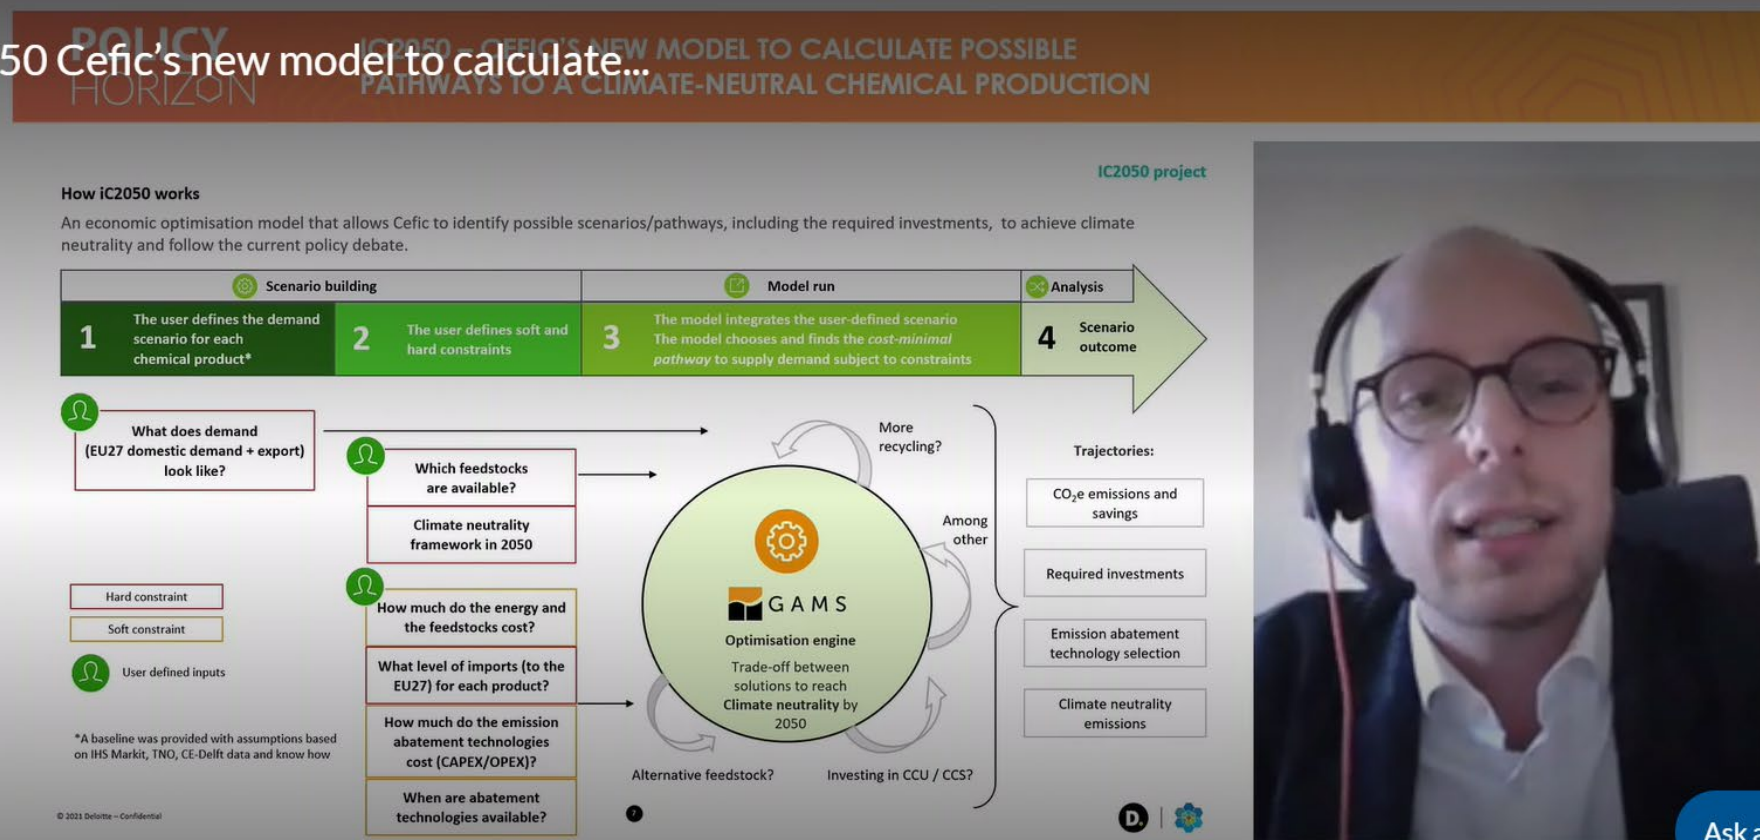 POLICY
HORIZON
IC2050 – CEFIC'S NEW MODEL TO CALCULATE POSSIBLE
PATHWAYS TO A CLIMATE-NEUTRAL CHEMICAL PRODUCTION
50 Cefic's new model to calculate...
IC2050 project
How iC2050 works
An economic optimisation model that allows Cefic to identify possible scenarios/pathways, including the required investments, to achieve climate
neutrality and follow the current policy debate.
Scenario building
Model run
Analysis
1
The user defines the demand
scenario for each
chemical product*
2
The user defines soft and
hard constraints
3
The model integrates the user-defined scenario
The model chooses and finds the cost-minimal
pathway to supply demand subject to constraints
4
Scenario
outcome
What does demand
(EU27 domestic demand + export)
look like?
Which feedstocks
are available?
Climate neutrality
framework in 2050
How much do the energy and
the feedstocks cost?
What level of imports (to the
EU27) for each product?
How much do the emission
abatement technologies
cost (CAPEX/OPEX)?
When are abatement
technologies available?
Hard constraint
Soft constraint
User defined inputs
*A baseline was provided with assumptions based
on IHS Markit, TNO, CE-Delft data and know how
More
recycling?
Among
other
GAMS
Optimisation engine
Trade-off between
solutions to reach
Climate neutrality by
2050
Alternative feedstock?
Investing in CCU / CCS?
Trajectories:
CO₂e emissions and
savings
Required investments
Emission abatement
technology selection
Climate neutrality
emissions
© 2021 Deloitte – Confidential
7
D.
Ask a